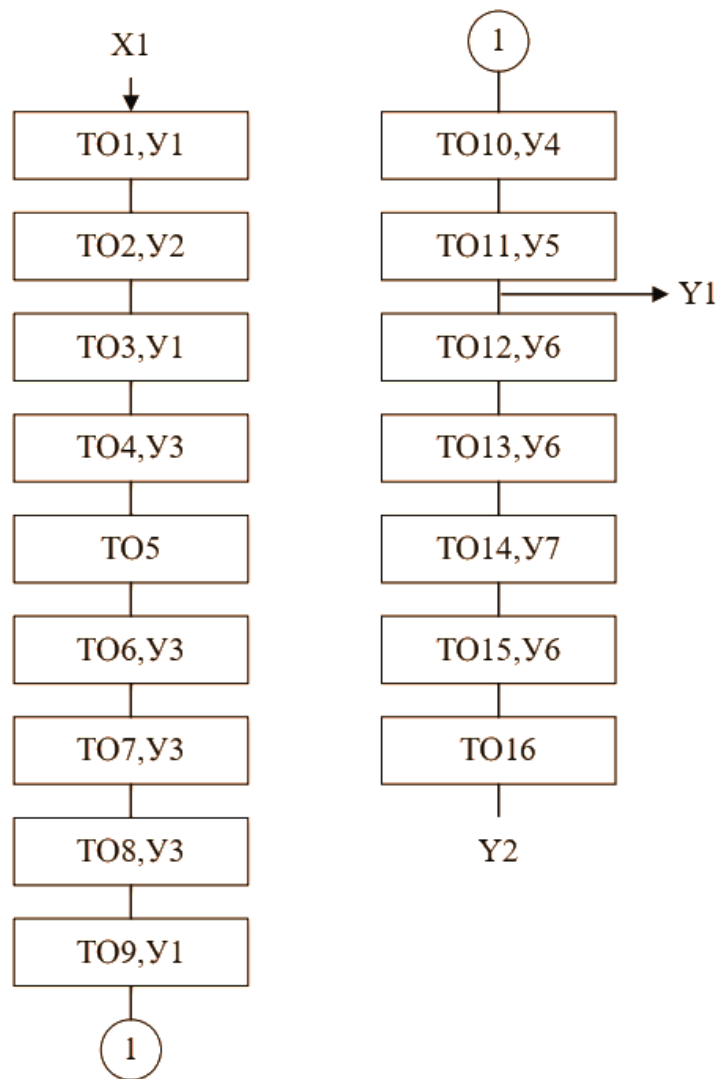 X1
ТО1,У1
ТО2,У2
ТО3,У1
ТО4,У3
ТО5
ТО6,У3
ТО7,У3
ТО8,У3
ТО9,У1
1
1
ТО10,У4
ТО11,У5
Y1
ТО12,У6
ТО13,У6
ТО14,У7
ТО15,У6
ТО16
Y2